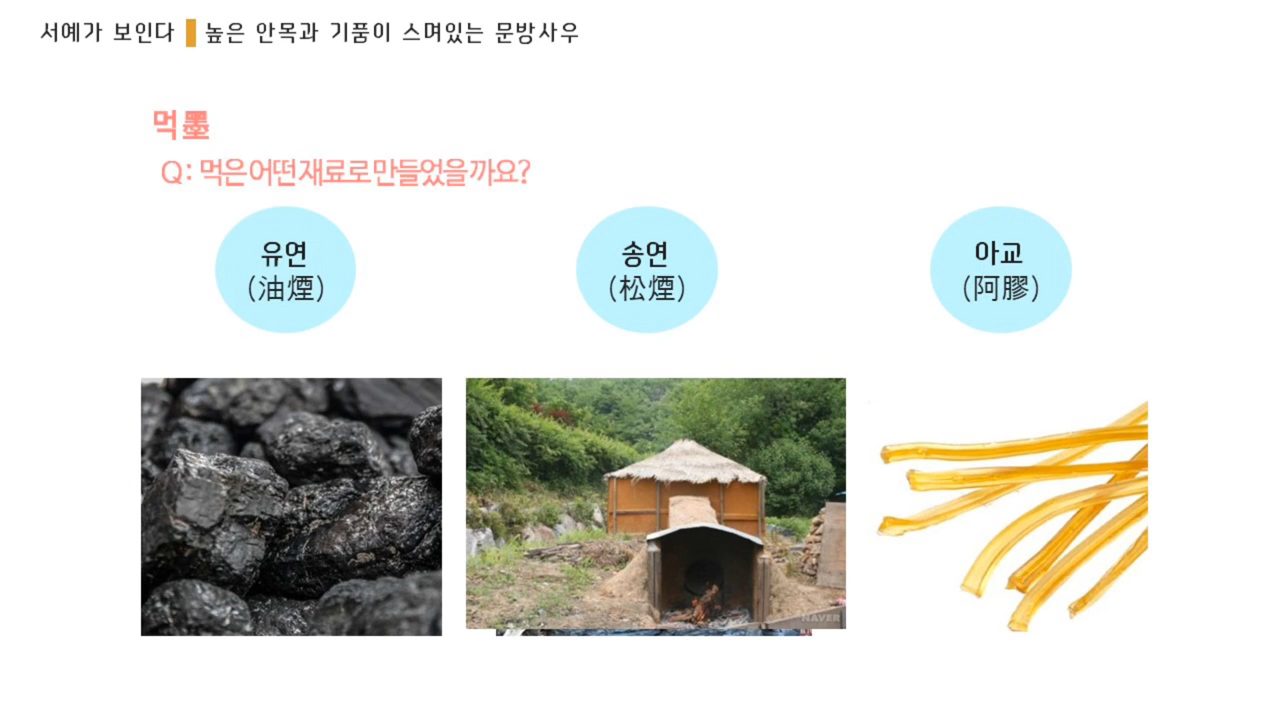 서예가 보인다 높은 안목과 기품이 스며있는 문방사우
먹墨
Q: 먹은 어떤 재료로 만들었을까요?
유연
(油煙)
송연
(松煙)
아교
(阿膠)
NAVER